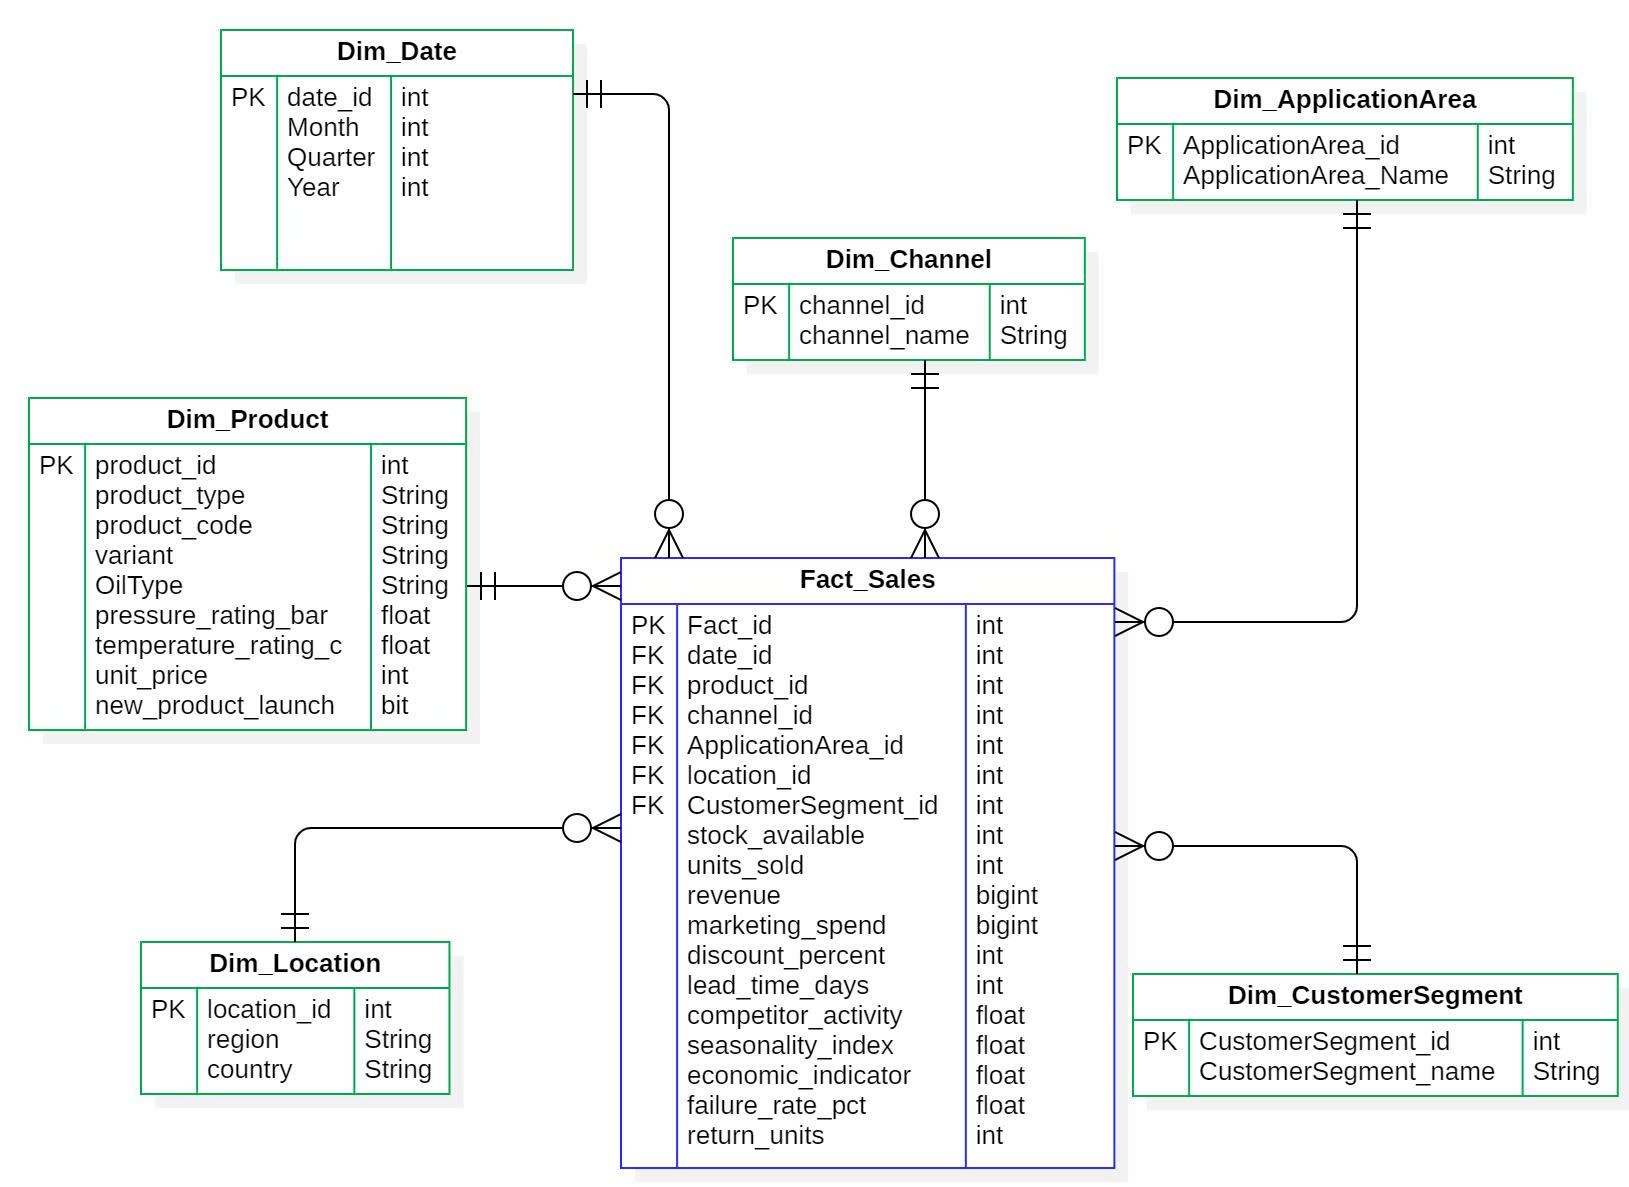 Dim_Date
PK date_id int
Month int
Quarter int
Year int
Dim_ApplicationArea
PK ApplicationArea_id int
ApplicationArea_Name String
Dim_Channel
PK channel_id int
channel_name String
Dim_Product
PK product_id int
product_type String
product_code String
variant String
OilType String
pressure_rating_bar float
temperature_rating_c float
unit_price int
new_product_launch bit
Fact_Sales
PK Fact_id int
FK date_id int
FK product_id int
FK channel_id int
FK ApplicationArea_id int
FK location_id int
FK CustomerSegment_id int
stock_available int
units_sold int
revenue bigint
marketing_spend bigint
discount_percent int
lead_time_days int
competitor_activity float
seasonality_index float
economic_indicator float
failure_rate_pct float
return_units int
Dim_Location
PK location_id int
region String
country String
Dim_CustomerSegment
PK CustomerSegment_id int
CustomerSegment_name String